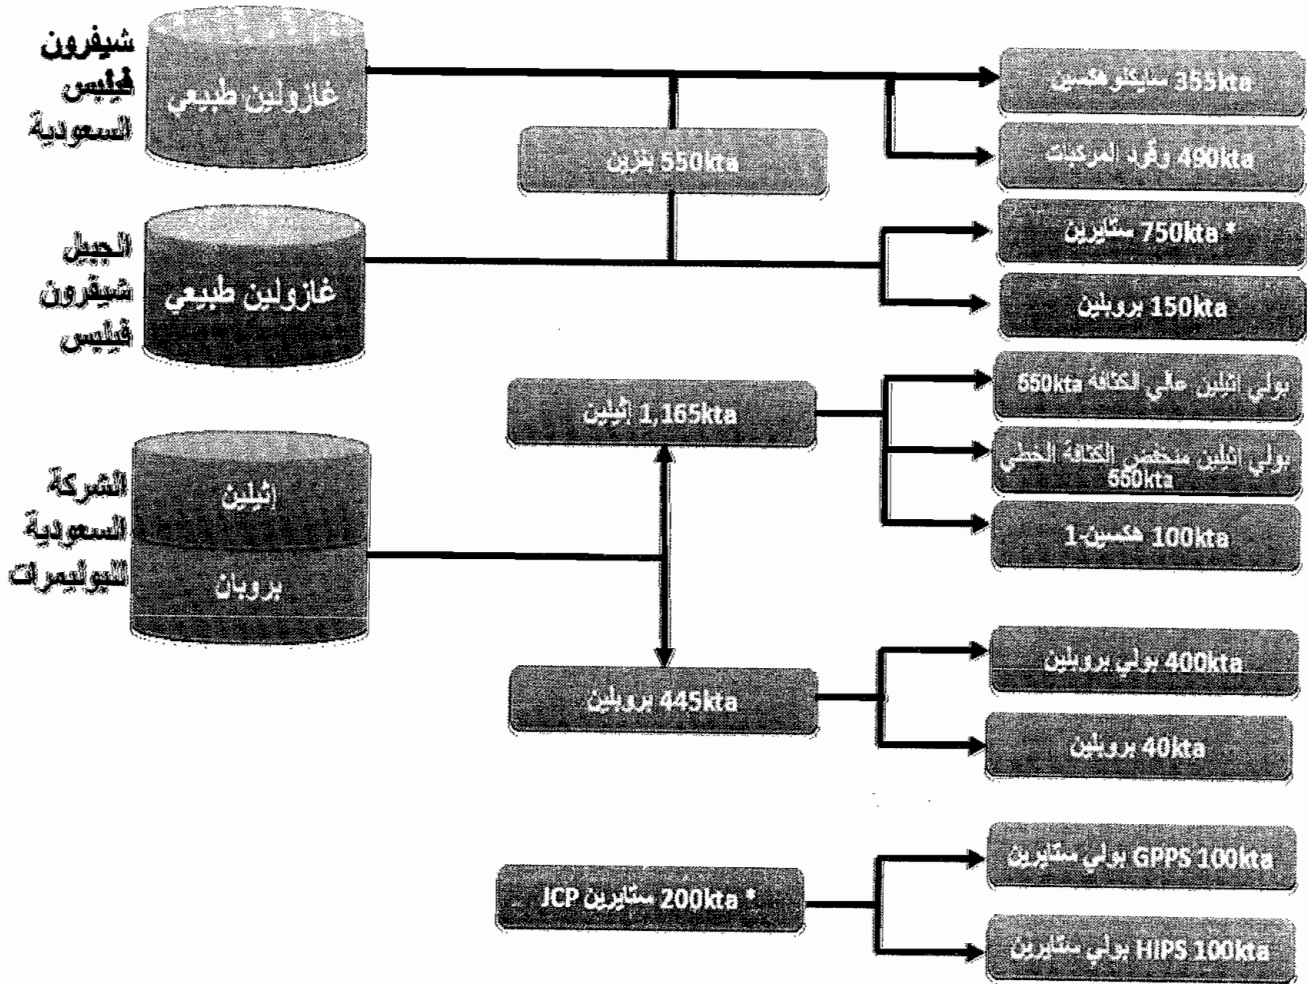 شيفرون
فيليبس
السعودية
غازولين طبيعي
550kta بنزين
355kta سايكلوهكسين
490kta وقود المركبات
الجبيل
شيفرون
فيليبس
غازولين طبيعي
750kta ستايرين *
150kta بروبلين
الشركة
السعودية
للبوليمرات
إثيلين
بروبان
1,165kta إثيلين
بولي إثيلين عالي الكثافة 550kta
بولي إثيلين منخفض الكثافة الخطي
550kta
100kta هكسين-1
445kta بروبلين
400kta بولي بروبلين
40kta بروبلين
200kta ستايرين JCP *
GPPS 100kta بولي ستايرين
HIPS 100kta بولي ستايرين